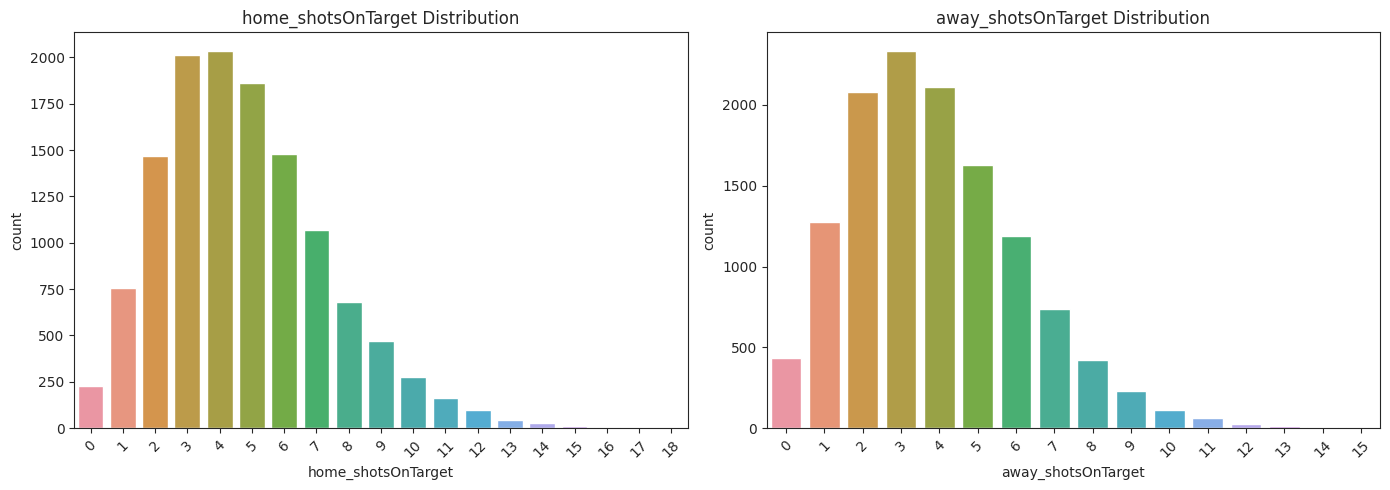 home_shotsOnTarget Distribution
2000
1750
1500
1250
1000
750
500
250
0
count
0 1 2 3 4 5 6 7 8 9 10 11 12 13 14 15 16 17 18
home_shotsOnTarget
away_shotsOnTarget Distribution
2000
1500
1000
500
0
count
0 1 2 3 4 5 6 7 8 9 10 11 12 13 14 15
away_shotsOnTarget